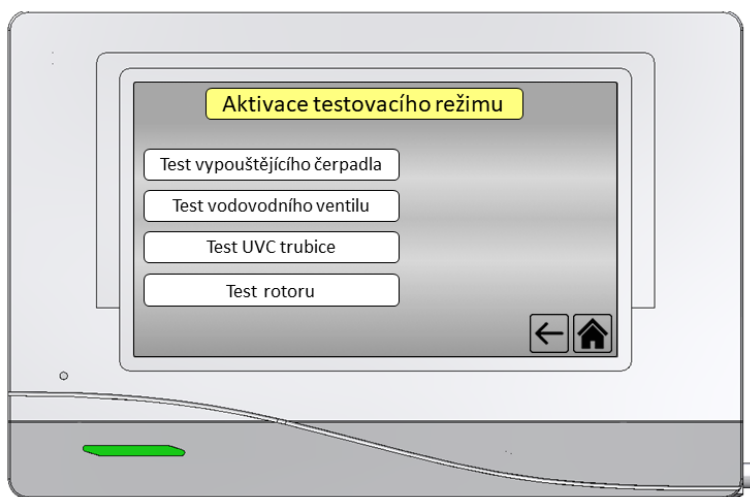 Aktivace testovacího režimu
Test vypouštějícího čerpadla
Test vodovodního ventilu
Test UVC trubice
Test rotoru